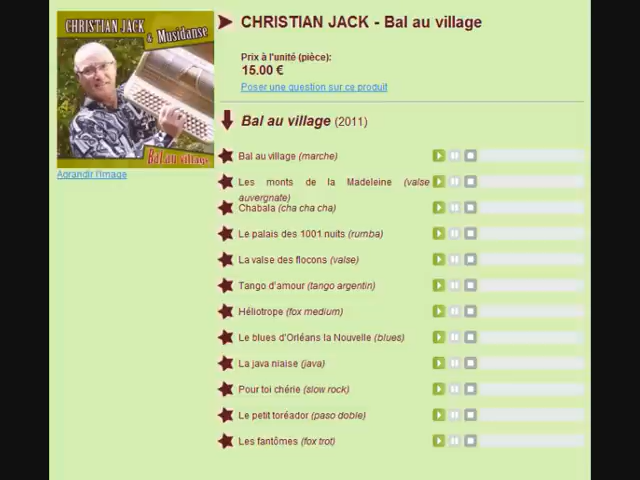 CHRISTIAN JACK
& Musidanse
Bal au village
Agrandir l'image
CHRISTIAN JACK - Bal au village
Prix à l'unité (pièce):
15.00 €
Poser une question sur ce produit
Bal au village (2011)
Bal au village (marche)
Les monts de la Madeleine (valse
auvergnate)
Chabala (cha cha cha)
Le palais des 1001 nuits (rumba)
La valse des flocons (valse)
Tango d'amour (tango argentin)
Héliotrope (fox medium)
Le blues d'Orléans la Nouvelle (blues)
La java niaise (java)
Pour toi chérie (slow rock)
Le petit toréador (paso doble)
Les fantômes (fox trot)